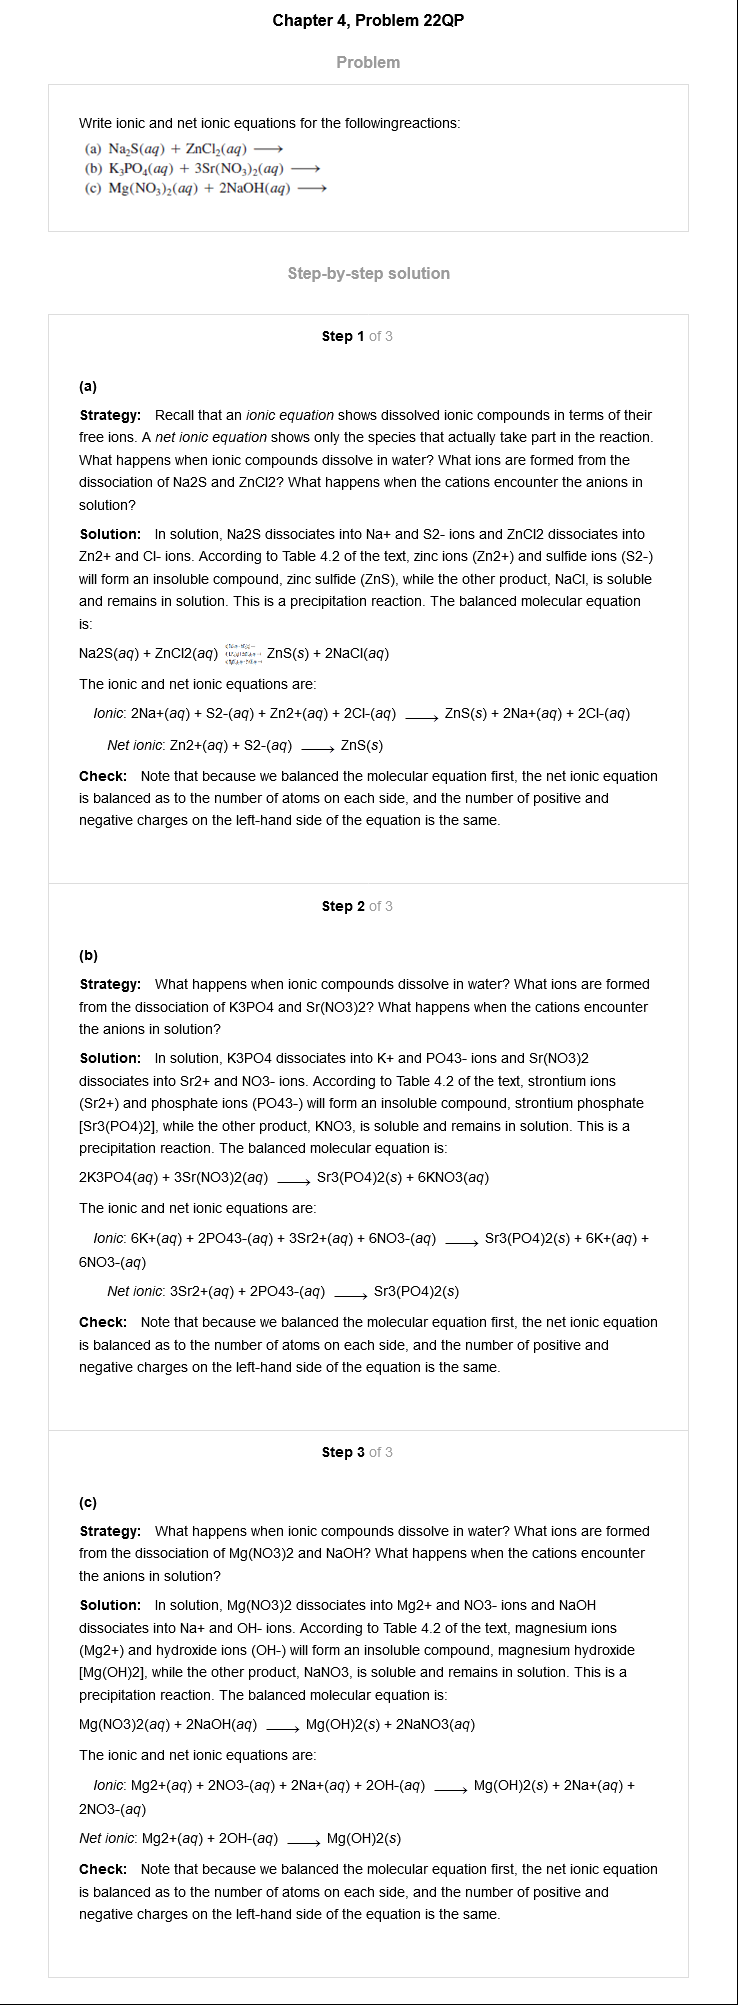 Chapter 4, Problem 22QP
Problem
Write ionic and net ionic equations for the followingreactions:
(a) Na₂S(aq) + ZnCl₂(aq) ⟶
(b) K₃PO₄(aq) + 3Sr(NO₃)₂(aq) ⟶
(c) Mg(NO₃)₂(aq) + 2NaOH(aq) ⟶
Step-by-step solution
Step 1 of 3
(a)
Strategy: Recall that an ionic equation shows dissolved ionic compounds in terms of their
free ions. A net ionic equation shows only the species that actually take part in the reaction.
What happens when ionic compounds dissolve in water? What ions are formed from the
dissociation of Na2S and ZnCl2? What happens when the cations encounter the anions in
solution?
Solution: In solution, Na2S dissociates into Na+ and S2- ions and ZnCl2 dissociates into
Zn2+ and Cl- ions. According to Table 4.2 of the text, zinc ions (Zn2+) and sulfide ions (S2-)
will form an insoluble compound, zinc sulfide (ZnS), while the other product, NaCl, is soluble
and remains in solution. This is a precipitation reaction. The balanced molecular equation
is:
Na2S(aq) + ZnCl2(aq) ZnS(s) + 2NaCl(aq)
The ionic and net ionic equations are:
Ionic: 2Na+(aq) + S2-(aq) + Zn2+(aq) + 2Cl-(aq) ⟶ ZnS(s) + 2Na+(aq) + 2Cl-(aq)
Net ionic: Zn2+(aq) + S2-(aq) ⟶ ZnS(s)
Check: Note that because we balanced the molecular equation first, the net ionic equation
is balanced as to the number of atoms on each side, and the number of positive and
negative charges on the left-hand side of the equation is the same.
Step 2 of 3
(b)
Strategy: What happens when ionic compounds dissolve in water? What ions are formed
from the dissociation of K3PO4 and Sr(NO3)2? What happens when the cations encounter
the anions in solution?
Solution: In solution, K3PO4 dissociates into K+ and PO43- ions and Sr(NO3)2
dissociates into Sr2+ and NO3- ions. According to Table 4.2 of the text, strontium ions
(Sr2+) and phosphate ions (PO43-) will form an insoluble compound, strontium phosphate
[Sr3(PO4)2], while the other product, KNO3, is soluble and remains in solution. This is a
precipitation reaction. The balanced molecular equation is:
2K3PO4(aq) + 3Sr(NO3)2(aq) ⟶ Sr3(PO4)2(s) + 6KNO3(aq)
The ionic and net ionic equations are:
Ionic: 6K+(aq) + 2PO43-(aq) + 3Sr2+(aq) + 6NO3-(aq) ⟶ Sr3(PO4)2(s) + 6K+(aq) +
6NO3-(aq)
Net ionic: 3Sr2+(aq) + 2PO43-(aq) ⟶ Sr3(PO4)2(s)
Check: Note that because we balanced the molecular equation first, the net ionic equation
is balanced as to the number of atoms on each side, and the number of positive and
negative charges on the left-hand side of the equation is the same.
Step 3 of 3
(c)
Strategy: What happens when ionic compounds dissolve in water? What ions are formed
from the dissociation of Mg(NO3)2 and NaOH? What happens when the cations encounter
the anions in solution?
Solution: In solution, Mg(NO3)2 dissociates into Mg2+ and NO3- ions and NaOH
dissociates into Na+ and OH- ions. According to Table 4.2 of the text, magnesium ions
(Mg2+) and hydroxide ions (OH-) will form an insoluble compound, magnesium hydroxide
[Mg(OH)2], while the other product, NaNO3, is soluble and remains in solution. This is a
precipitation reaction. The balanced molecular equation is:
Mg(NO3)2(aq) + 2NaOH(aq) ⟶ Mg(OH)2(s) + 2NaNO3(aq)
The ionic and net ionic equations are:
Ionic: Mg2+(aq) + 2NO3-(aq) + 2Na+(aq) + 2OH-(aq) ⟶ Mg(OH)2(s) + 2Na+(aq) +
2NO3-(aq)
Net ionic: Mg2+(aq) + 2OH-(aq) ⟶ Mg(OH)2(s)
Check: Note that because we balanced the molecular equation first, the net ionic equation
is balanced as to the number of atoms on each side, and the number of positive and
negative charges on the left-hand side of the equation is the same.